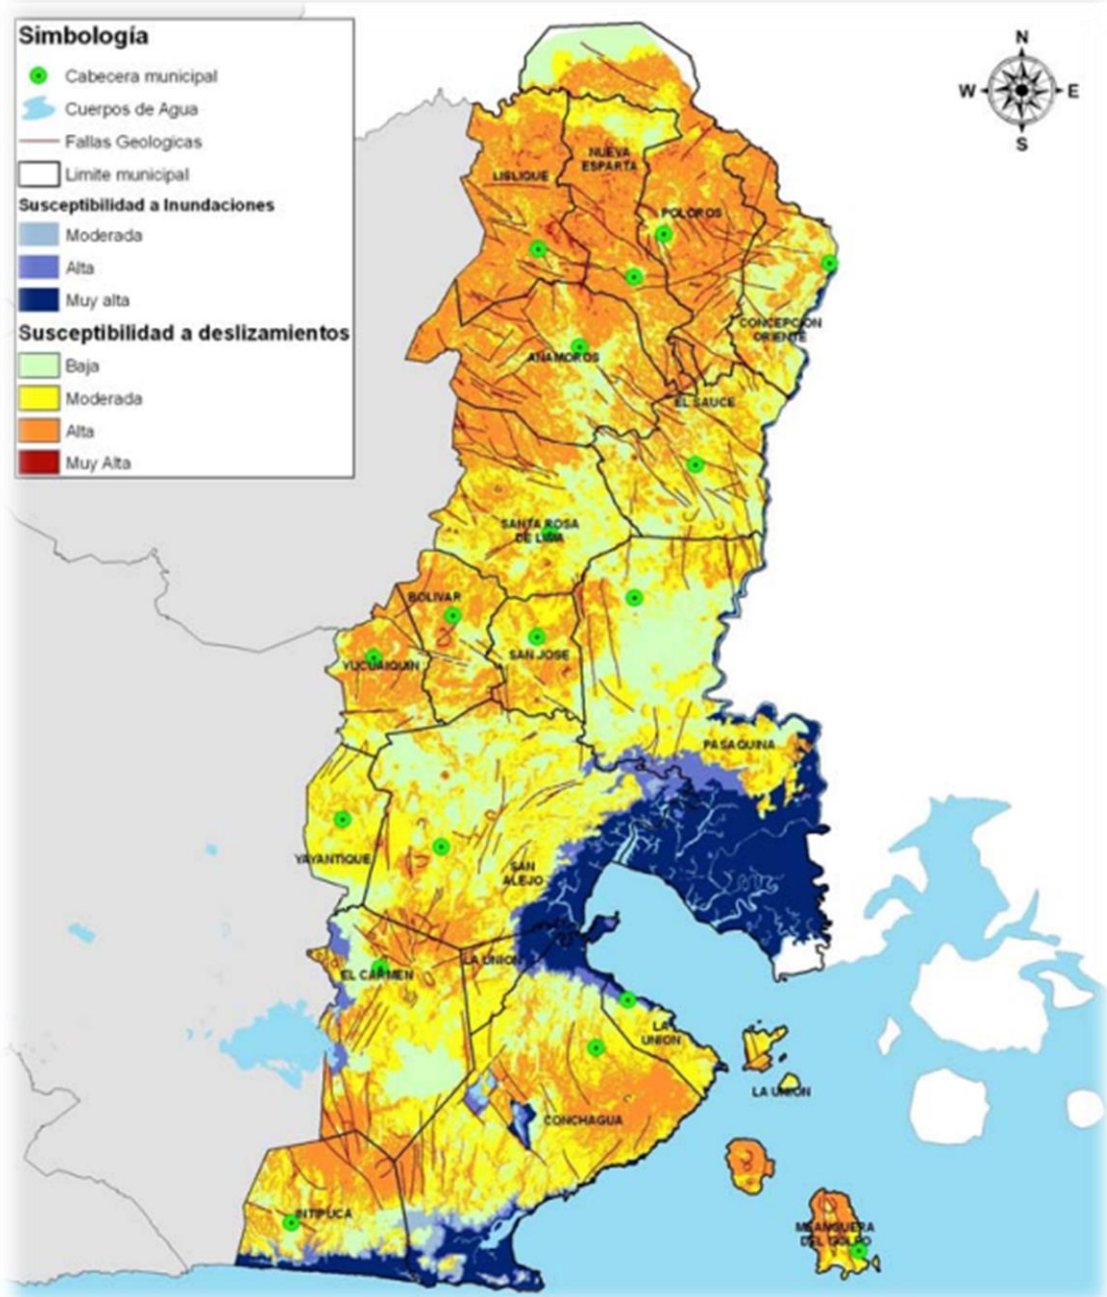 Simbología
Cabecera municipal
Cuerpos de Agua
Fallas Geologicas
Limite municipal
Susceptibilidad a Inundaciones
Moderada
Alta
Muy alta
Susceptibilidad a deslizamientos
Baja
Moderada
Alta
Muy Alta
N
W
E
S
LISLIQUE
NUEVA
ESPARTA
POLOROS
CONCEPCION
ORIENTE
ANAMOROS
EL SAUCE
SANTA ROSA
DE LIMA
BOLIVAR
SAN JOSE
YUCUAIQUIN
PASAQUINA
YAYANTIQUE
SAN
ALEJO
LA UNION
EL CARMEN
LA
UNION
LA UNION
CONCHAGUA
INTIPUCA
MEANGUERA
DEL GOLFO